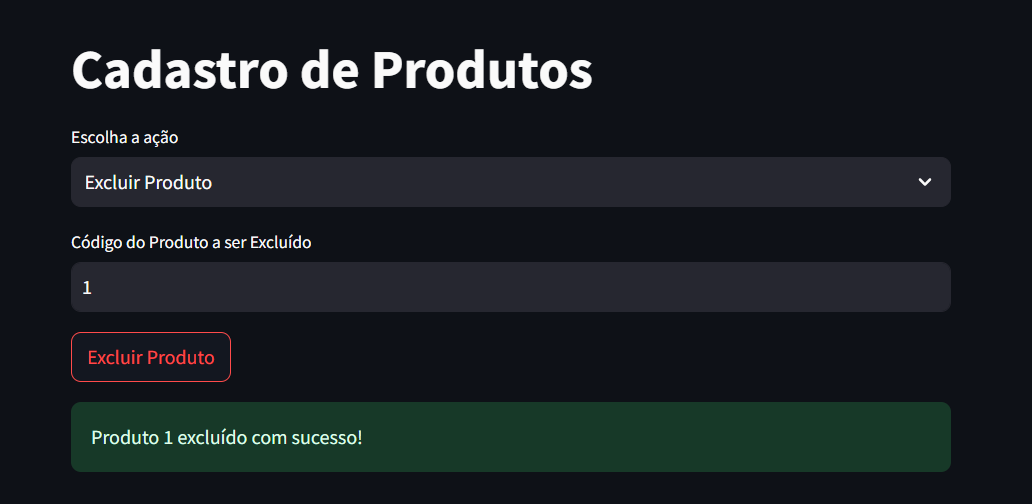 Cadastro de Produtos
Escolha a ação
Excluir Produto
Código do Produto a ser Excluído
1
Excluir Produto
Produto 1 excluído com sucesso!